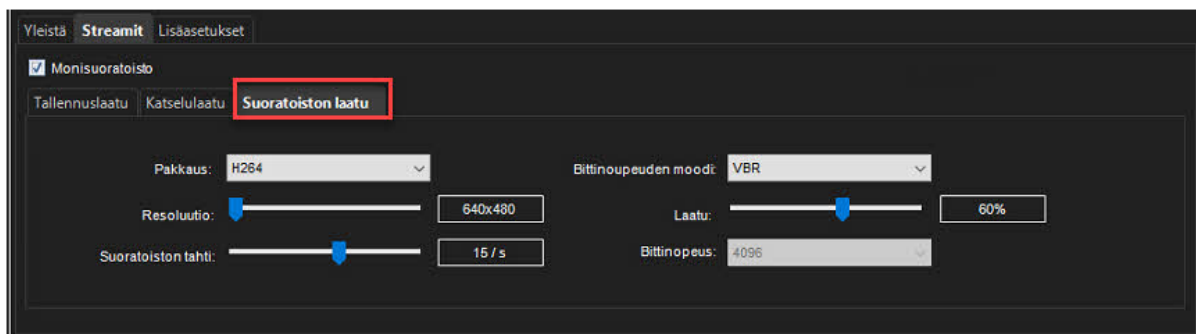 Yleistä Streamit Lisäasetukset
Monisuoratoisto
Tallennuslaatu Katselulaatu Suoratoiston laatu
Pakkaus: H264 Bittinoupeuden moodi: VBR
Resoluutio: 640x480 Laatu: 60%
Suoratoiston tahti: 15 / s Bittinopeus: 4096